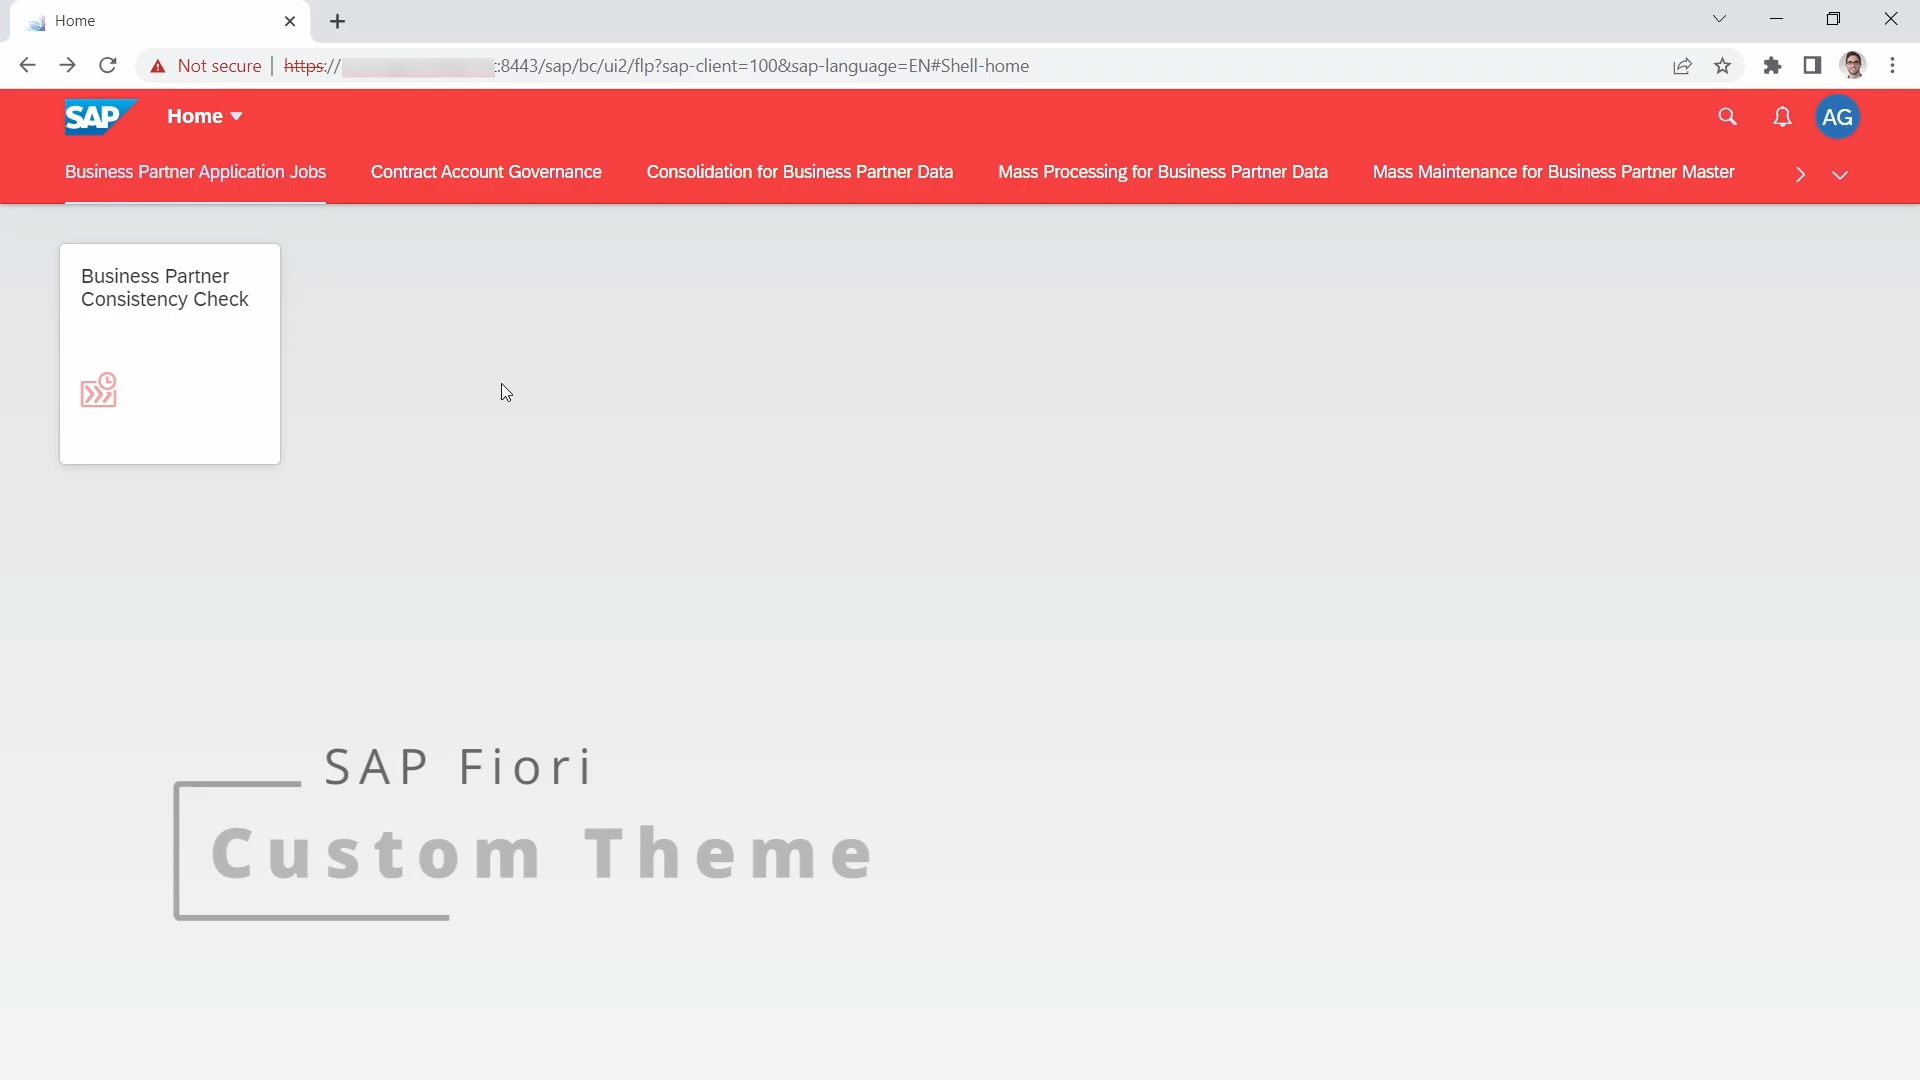 Home
Not secure | https:// :8443/sap/bc/ui2/flp?sap-client=100&sap-language=EN#Shell-home
SAP Home AG
Business Partner Application Jobs Contract Account Governance Consolidation for Business Partner Data Mass Processing for Business Partner Data Mass Maintenance for Business Partner Master
Business Partner
Consistency Check
SAP Fiori
Custom Theme